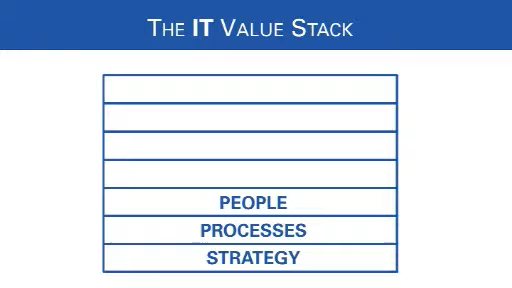 THE IT VALUE STACK
PEOPLE
PROCESSES
STRATEGY